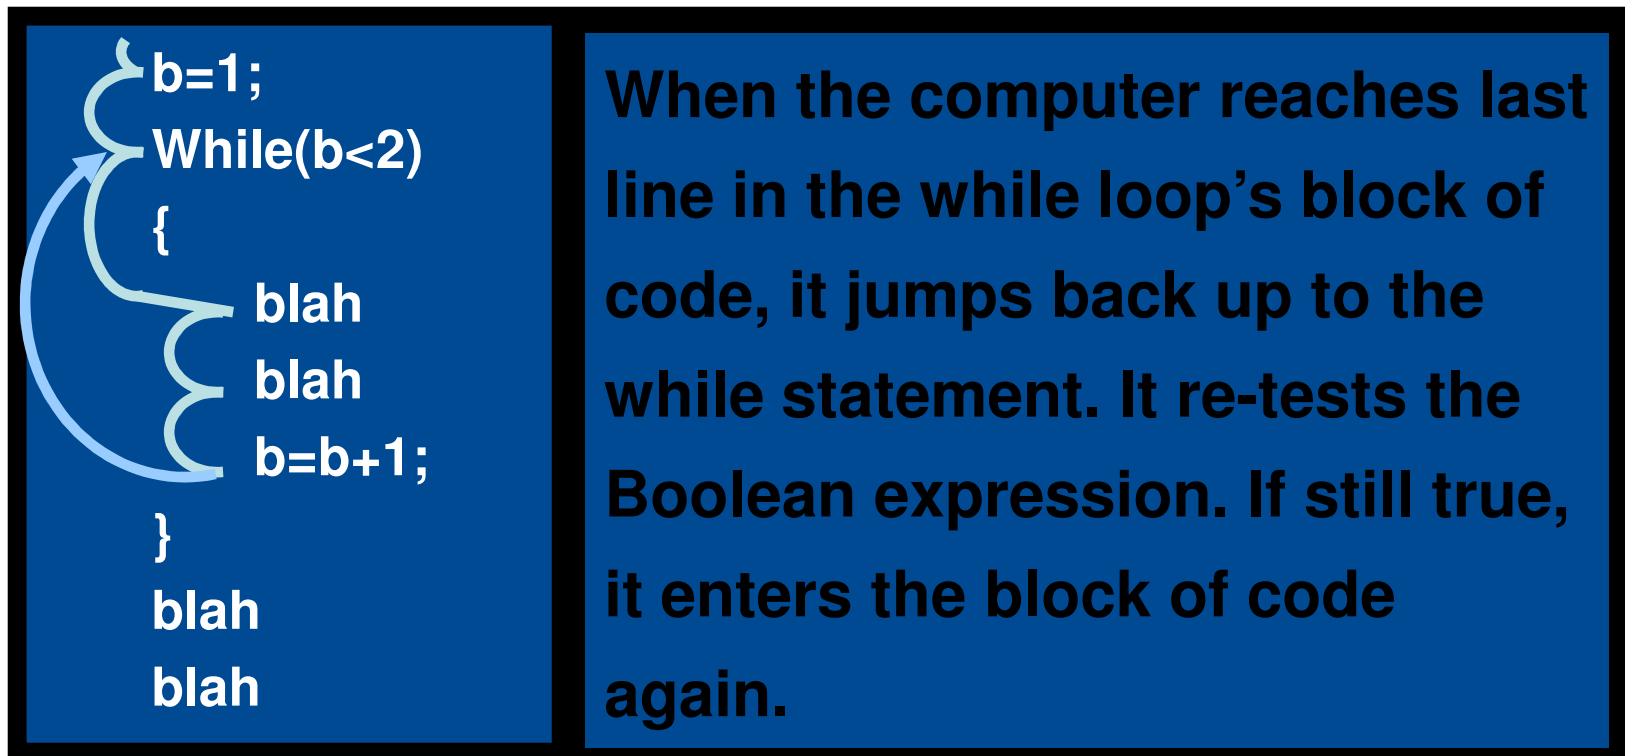 b=1;
While(b<2)
{
blah
blah
b=b+1;
}
blah
blah
When the computer reaches last
line in the while loop’s block of
code, it jumps back up to the
while statement. It re-tests the
Boolean expression. If still true,
it enters the block of code
again.